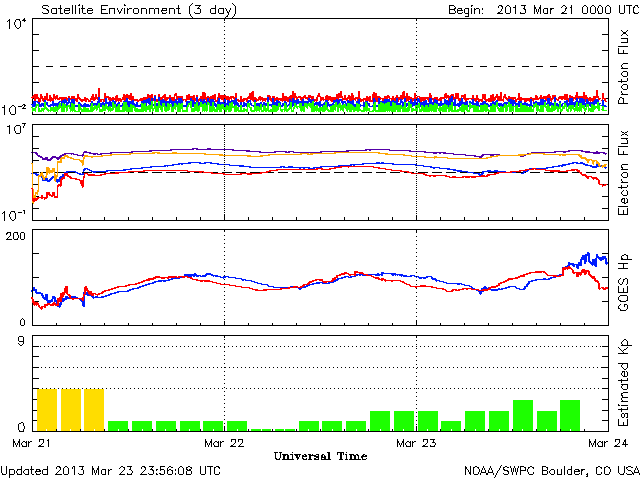 Satellite Environment (3 day) Begin: 2013 Mar 21 0000 UTC
10⁴
Proton Flux
10⁻²
10⁷
Electron Flux
10⁻¹
200
GOES Hp
0
9
Estimated Kp
0
Mar 21 Mar 22 Mar 23 Mar 24
Universal Time
Updated 2013 Mar 23 23:56:08 UTC NOAA/SWPC Boulder, CO USA